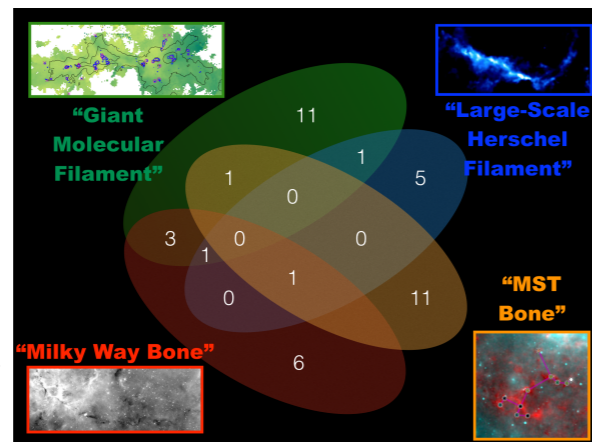 “Giant
Molecular
Filament”
“Large-Scale
Herschel
Filament”
11
1
5
1
0
3
0
0
1
1
0
11
6
“MST
Bone”
“Milky Way Bone”